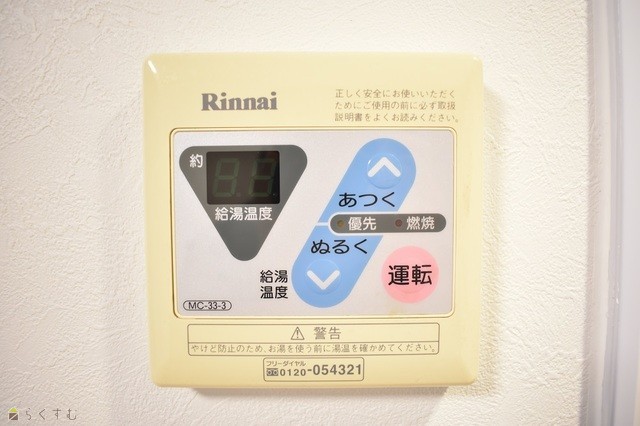 Rinnai
正しく安全にお使いいただく
ためにご使用の前に必ず取扱
説明書をよくお読みください。
約
給湯温度
あつく
優先 燃焼
ぬるく
給湯
温度
運転
MC-33-3
警告
やけど防止のため、お湯を使う前に湯温を確かめてください。
フリーダイヤル
0120-054321
らくすむ